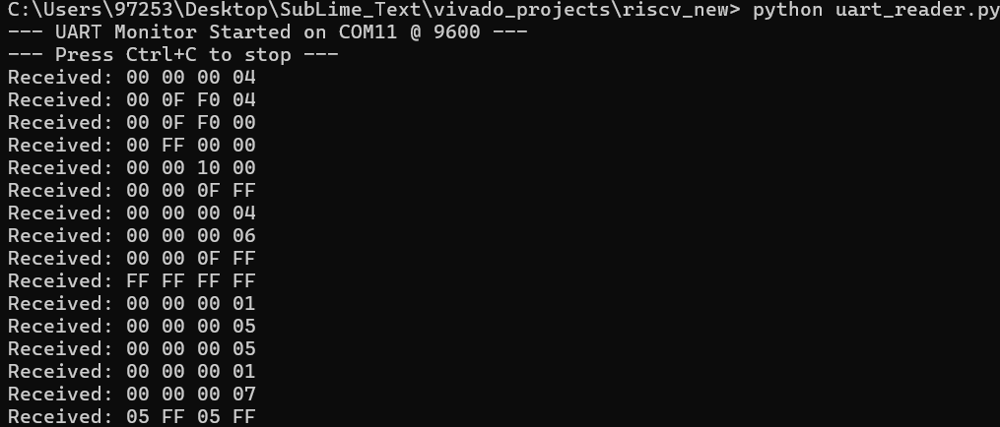 C:\Users\97253\Desktop\SubLime_Text\vivado_projects\riscv_new> python uart_reader.py
--- UART Monitor Started on COM11 @ 9600 ---
--- Press Ctrl+C to stop ---
Received: 00 00 00 04
Received: 00 0F F0 04
Received: 00 0F F0 00
Received: 00 FF 00 00
Received: 00 00 10 00
Received: 00 00 0F FF
Received: 00 00 00 04
Received: 00 00 00 06
Received: 00 00 0F FF
Received: FF FF FF FF
Received: 00 00 00 01
Received: 00 00 00 05
Received: 00 00 00 05
Received: 00 00 00 01
Received: 00 00 00 07
Received: 05 FF 05 FF